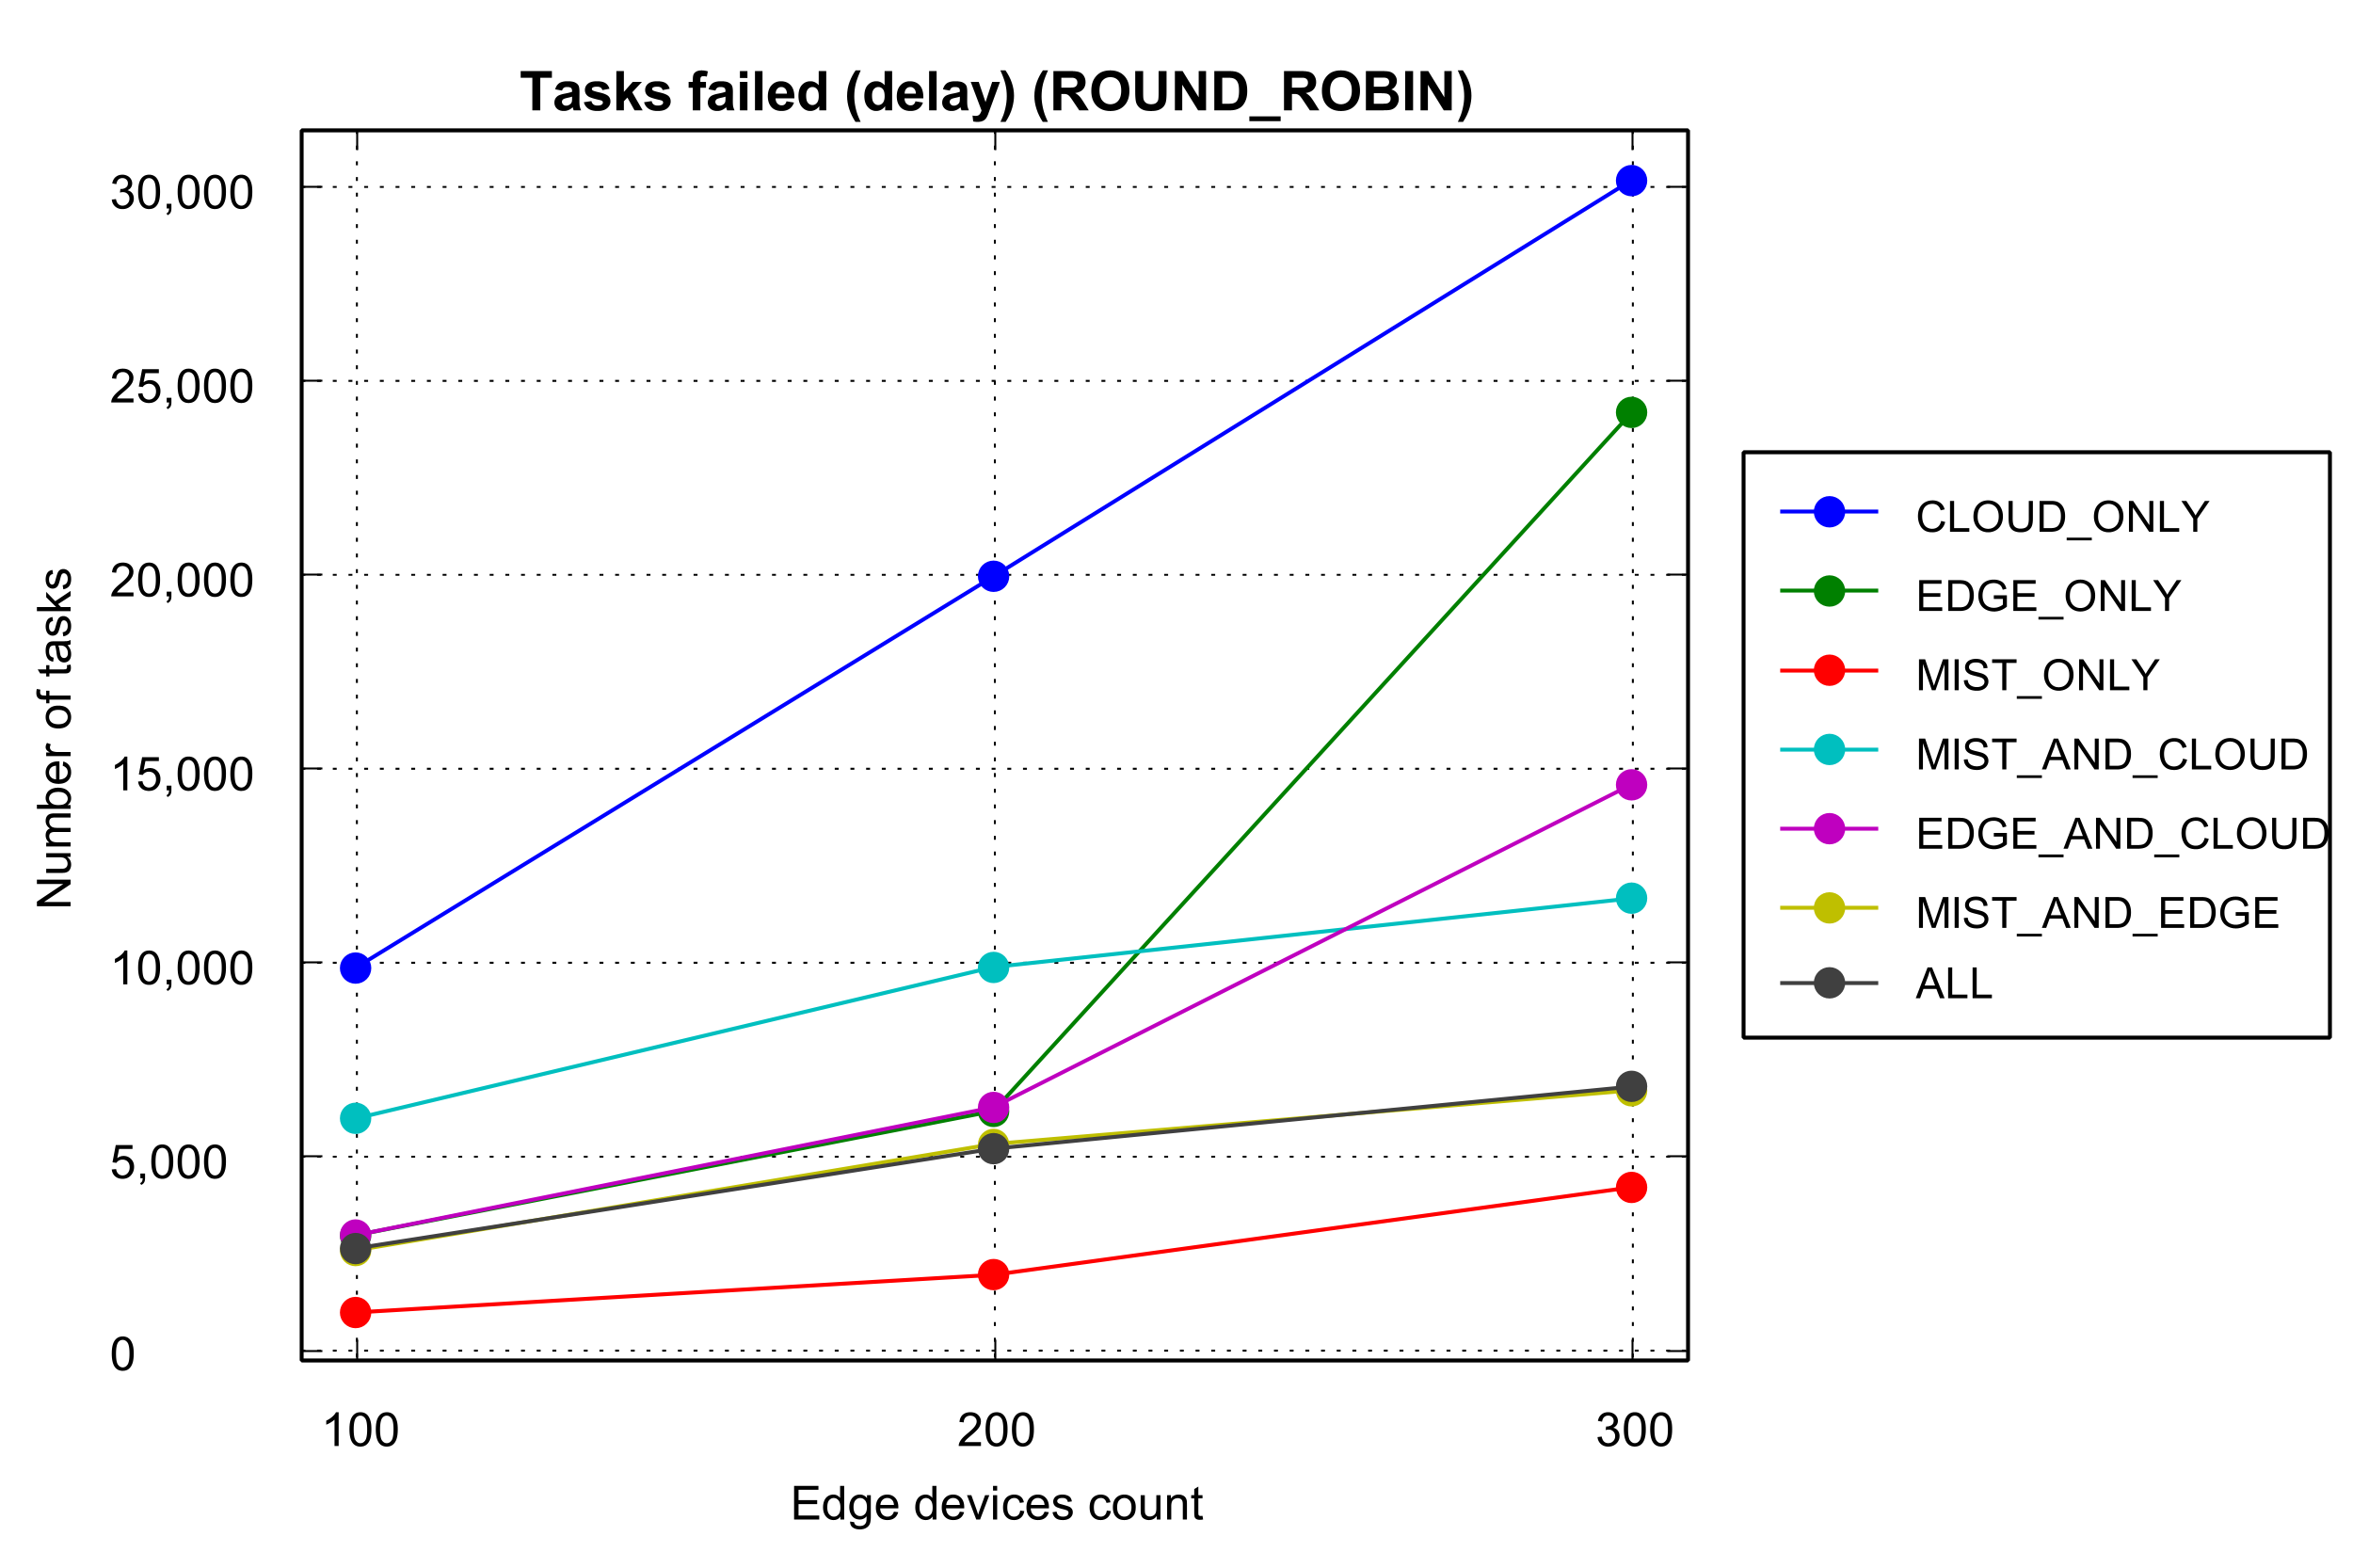 Tasks failed (delay) (ROUND_ROBIN)
30,000
25,000
20,000
15,000
10,000
5,000
0
Number of tasks
100
200
300
Edge devices count
CLOUD_ONLY
EDGE_ONLY
MIST_ONLY
MIST_AND_CLOUD
EDGE_AND_CLOUD
MIST_AND_EDGE
ALL